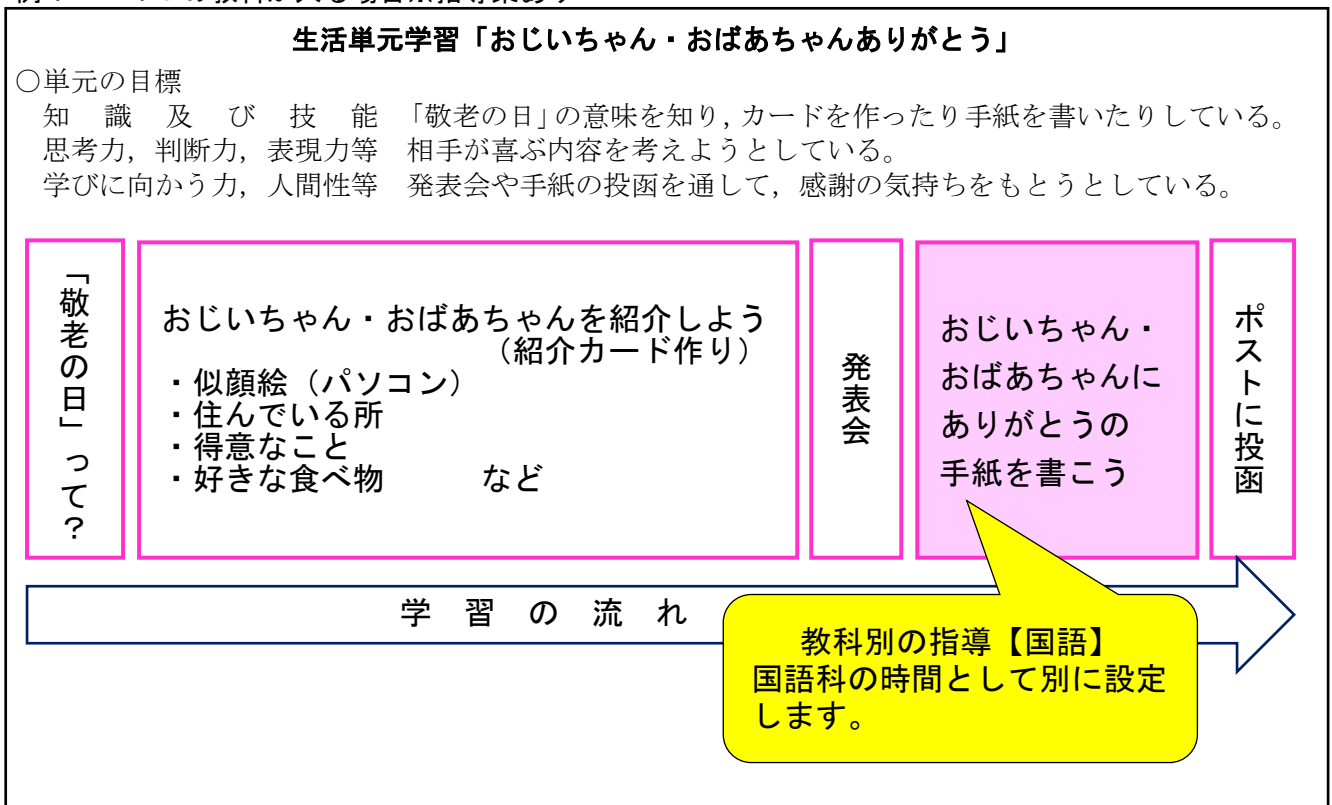 生活単元学習「おじいちゃん・おばあちゃんありがとう」
○単元の目標
知識及び技能 「敬老の日」の意味を知り,カードを作ったり手紙を書いたりしている。
思考力,判断力,表現力等 相手が喜ぶ内容を考えようとしている。
学びに向かう力,人間性等 発表会や手紙の投函を通して,感謝の気持ちをもとうとしている。
「敬老の日」って？
おじいちゃん・おばあちゃんを紹介しよう
（紹介カード作り）
・似顔絵（パソコン）
・住んでいる所
・得意なこと
・好きな食べ物 など
発表会
おじいちゃん・
おばあちゃんに
ありがとうの
手紙を書こう
ポストに投函
学習の流れ
教科別の指導【国語】
国語科の時間として別に設定
します。